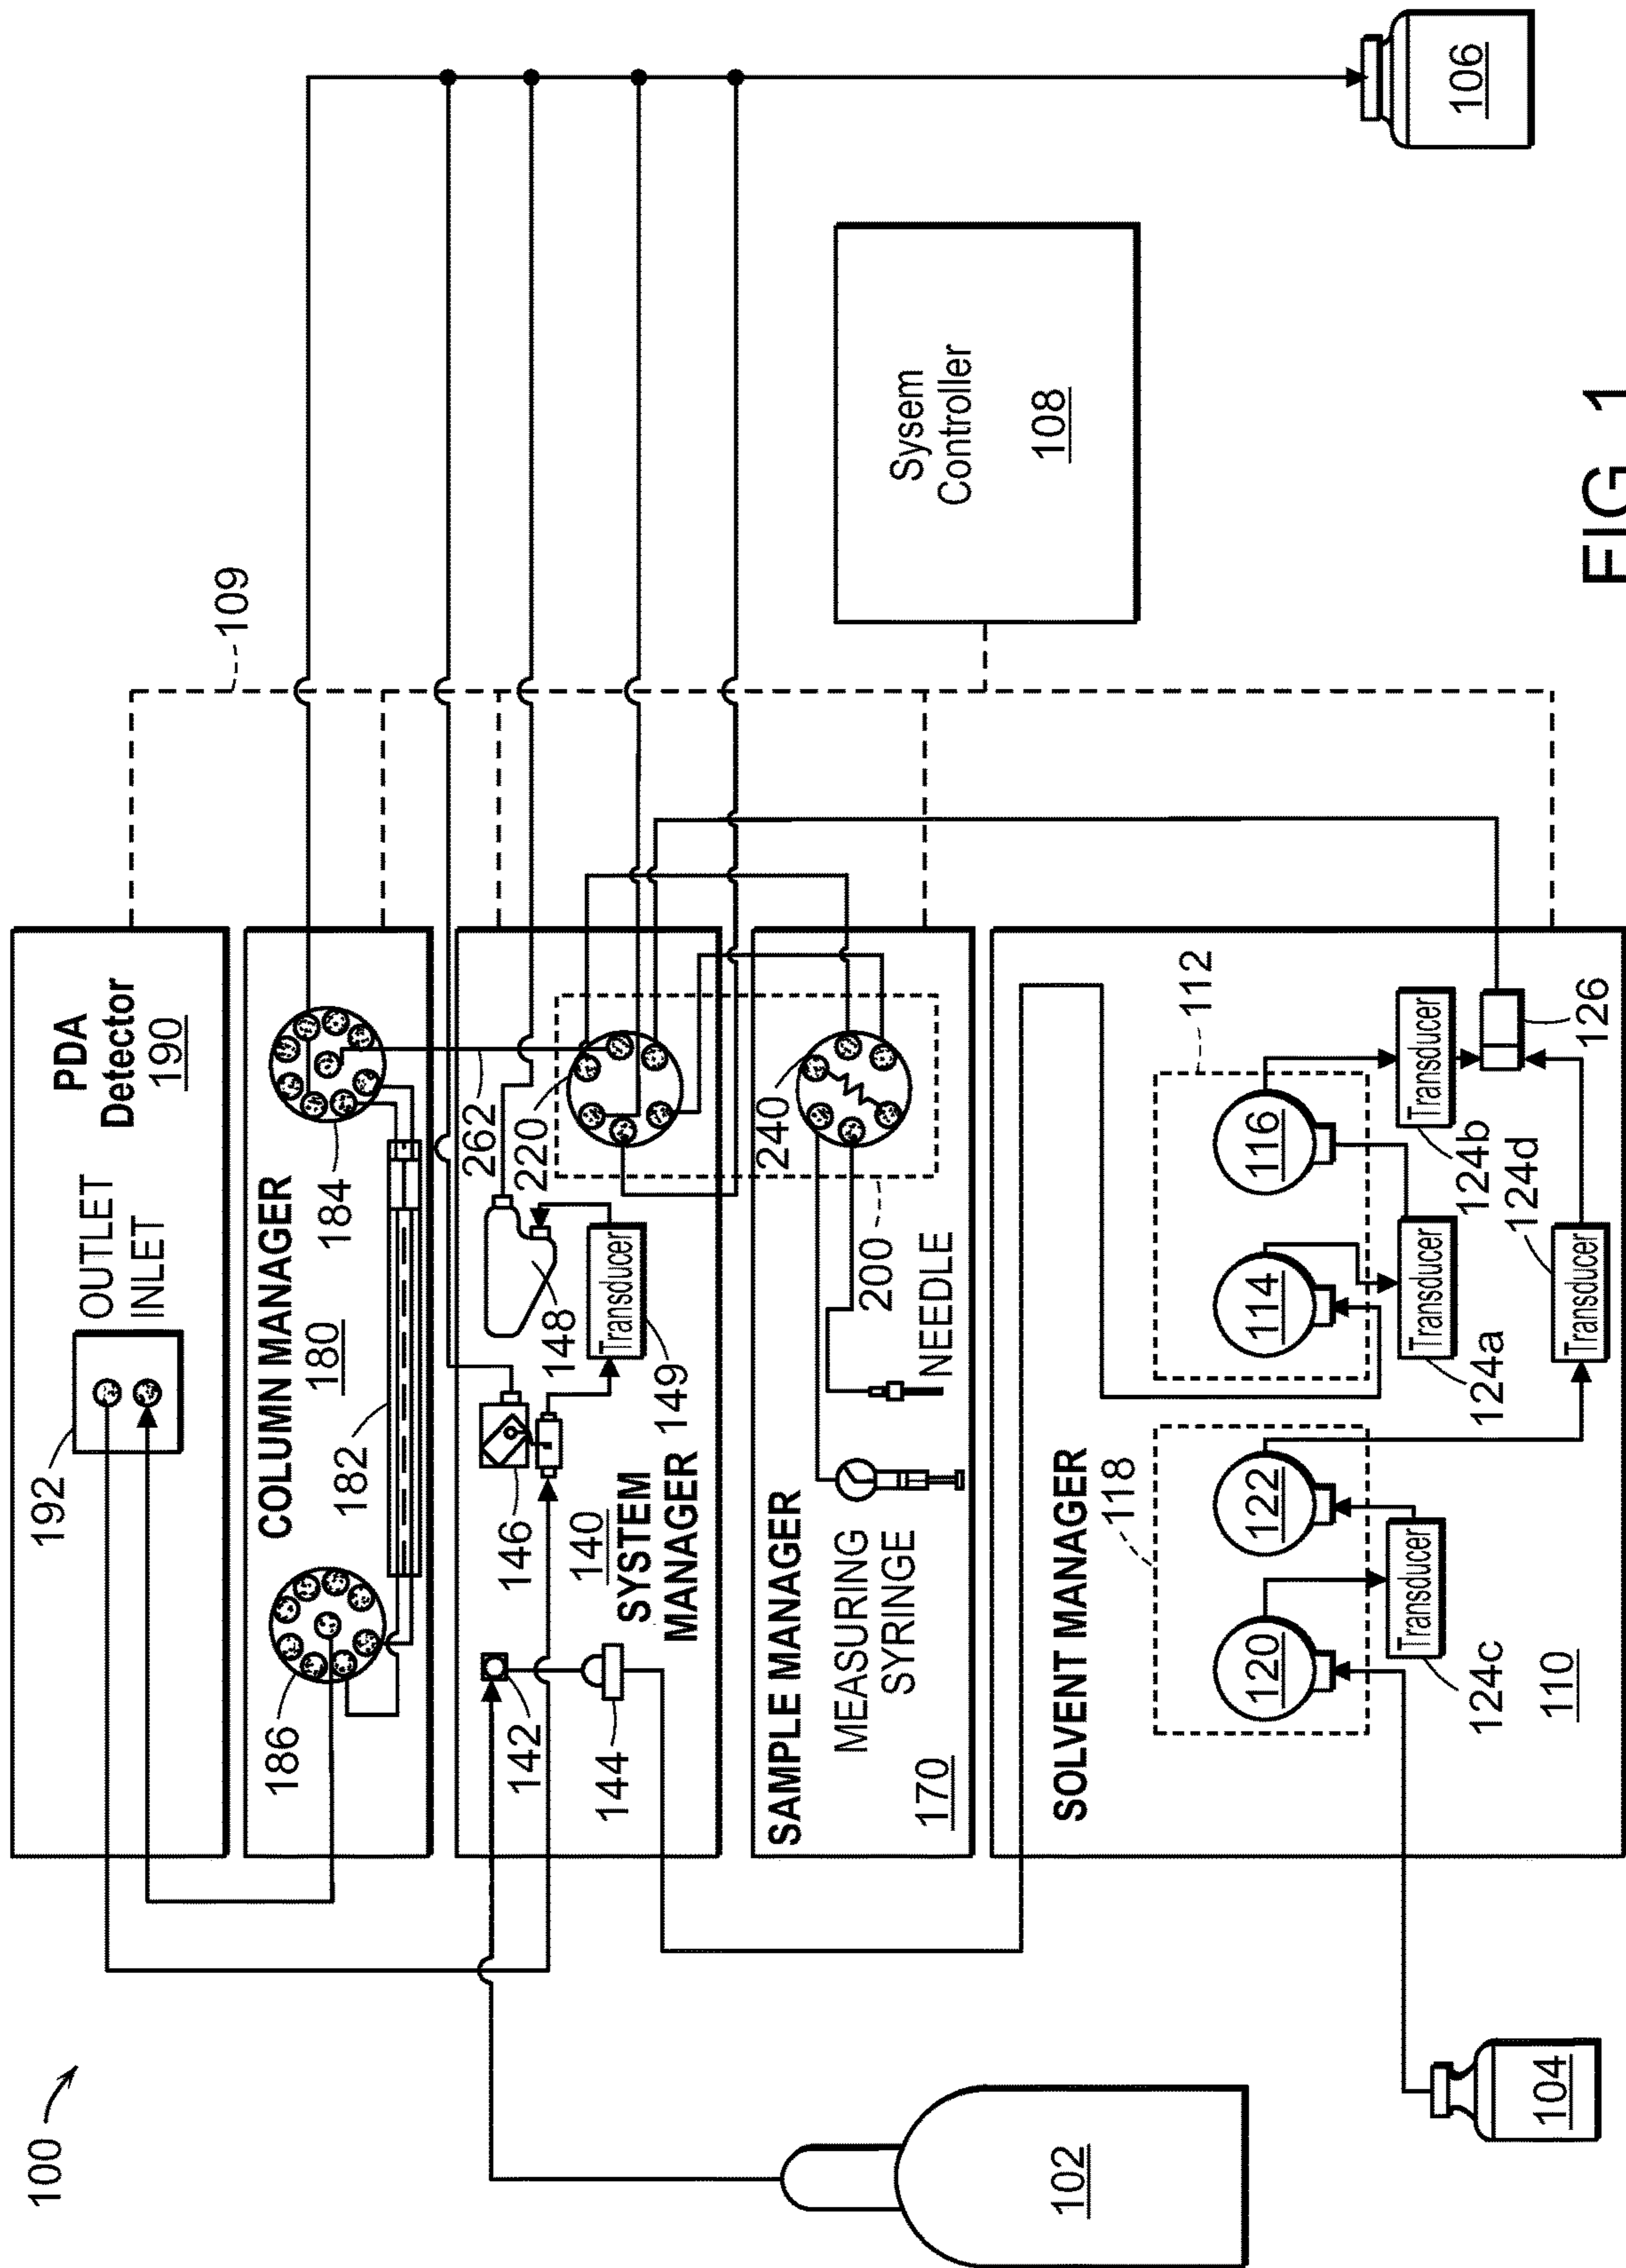 100
PDA
Detector
190
OUTLET
INLET
192
109
COLUMN MANAGER
180
186
182
184
262
220
142
144
146
148
149
Transducer
140
SYSTEM
MANAGER
SAMPLE MANAGER
170
MEASURING
SYRINGE
NEEDLE
200
240
Sysem
Controller
108
106
102
104
SOLVENT MANAGER
110
118
120
122
112
114
116
Transducer
124c
Transducer
124a
Transducer
124b
Transducer
124d
126
FIG. 1